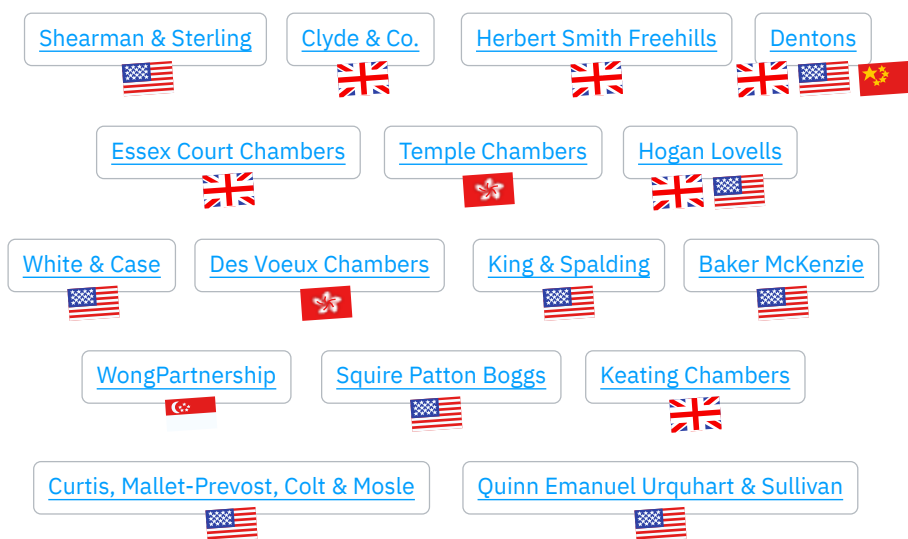 Shearman & Sterling Clyde & Co. Herbert Smith Freehills Dentons
Essex Court Chambers Temple Chambers Hogan Lovells
White & Case Des Voeux Chambers King & Spalding Baker McKenzie
WongPartnership Squire Patton Boggs Keating Chambers
Curtis, Mallet-Prevost, Colt & Mosle Quinn Emanuel Urquhart & Sullivan